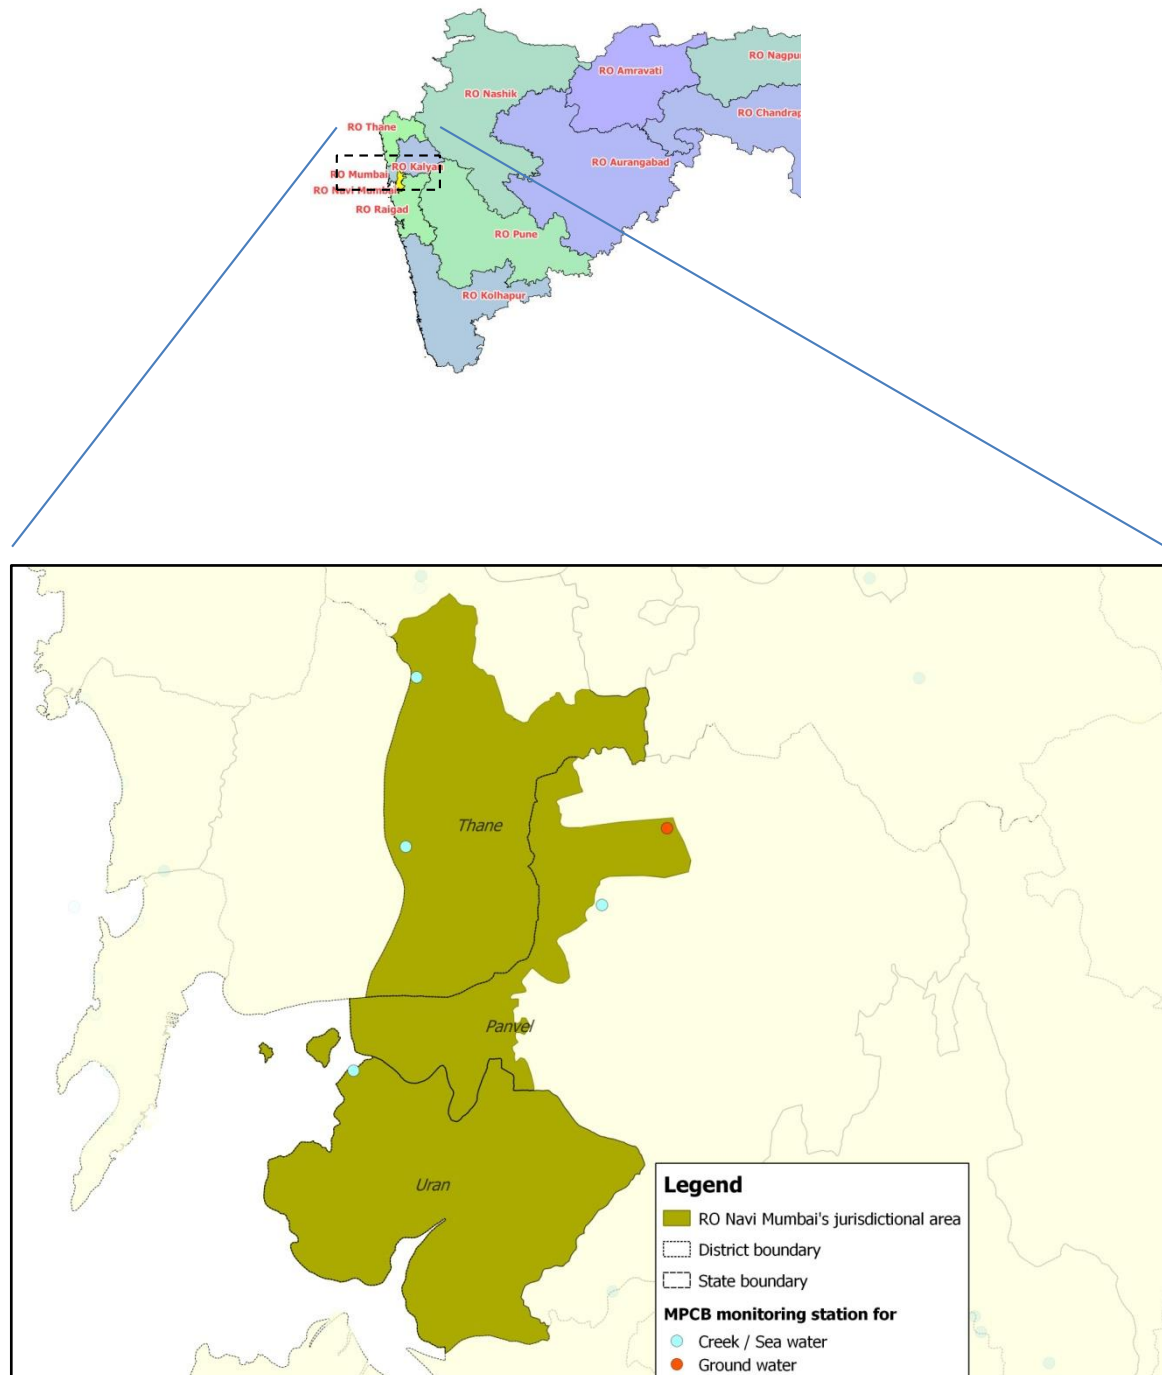 RO Nagpu
RO Amravati
RO Nashik
RO Chandrap
RO Thane
RO Aurangabad
RO Kalyan
RO Mumbai
RO Navi Mumbai
RO Raigad
RO Pune
RO Kolhapur
Thane
Panvel
Uran
Legend
RO Navi Mumbai's jurisdictional area
District boundary
State boundary
MPCB monitoring station for
Creek / Sea water
Ground water